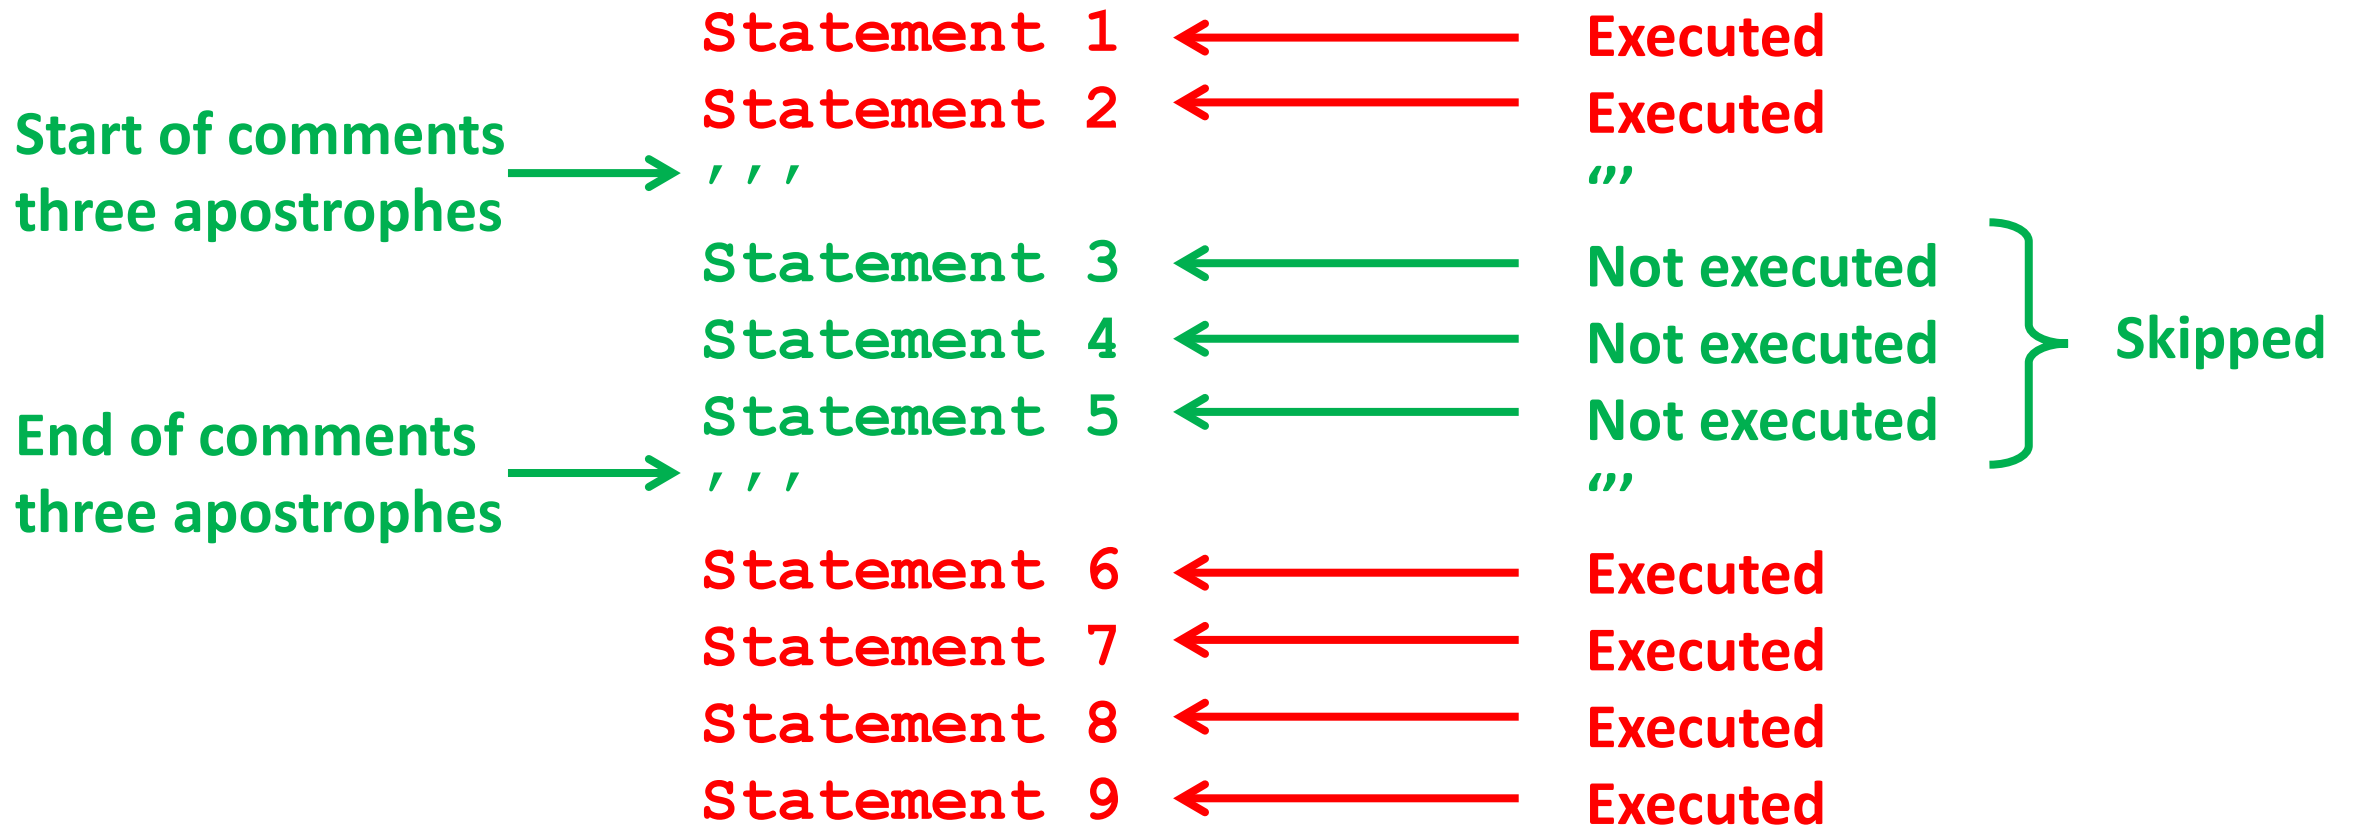 Statement 1 Executed
Statement 2 Executed
Start of comments
three apostrophes
’’’ ‘’’
Statement 3 Not executed
Statement 4 Not executed
Skipped
Statement 5 Not executed
End of comments
three apostrophes
’’’ ‘’’
Statement 6 Executed
Statement 7 Executed
Statement 8 Executed
Statement 9 Executed